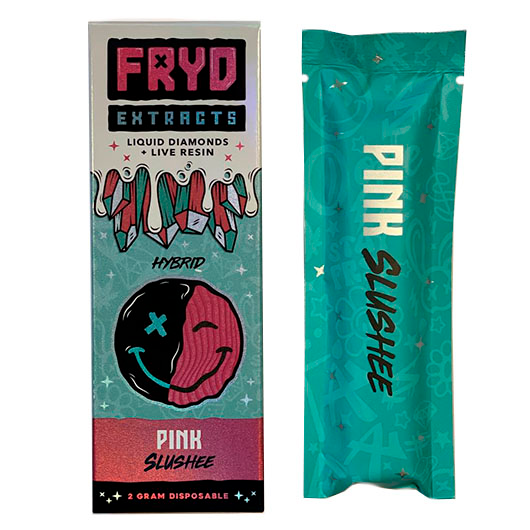 FRYD
EXTRACTS
LIQUID DIAMONDS
+ LIVE RESIN
HYBRID
PINK
SLUSHEE
2 GRAM DISPOSABLE
PINK SLUSHEE